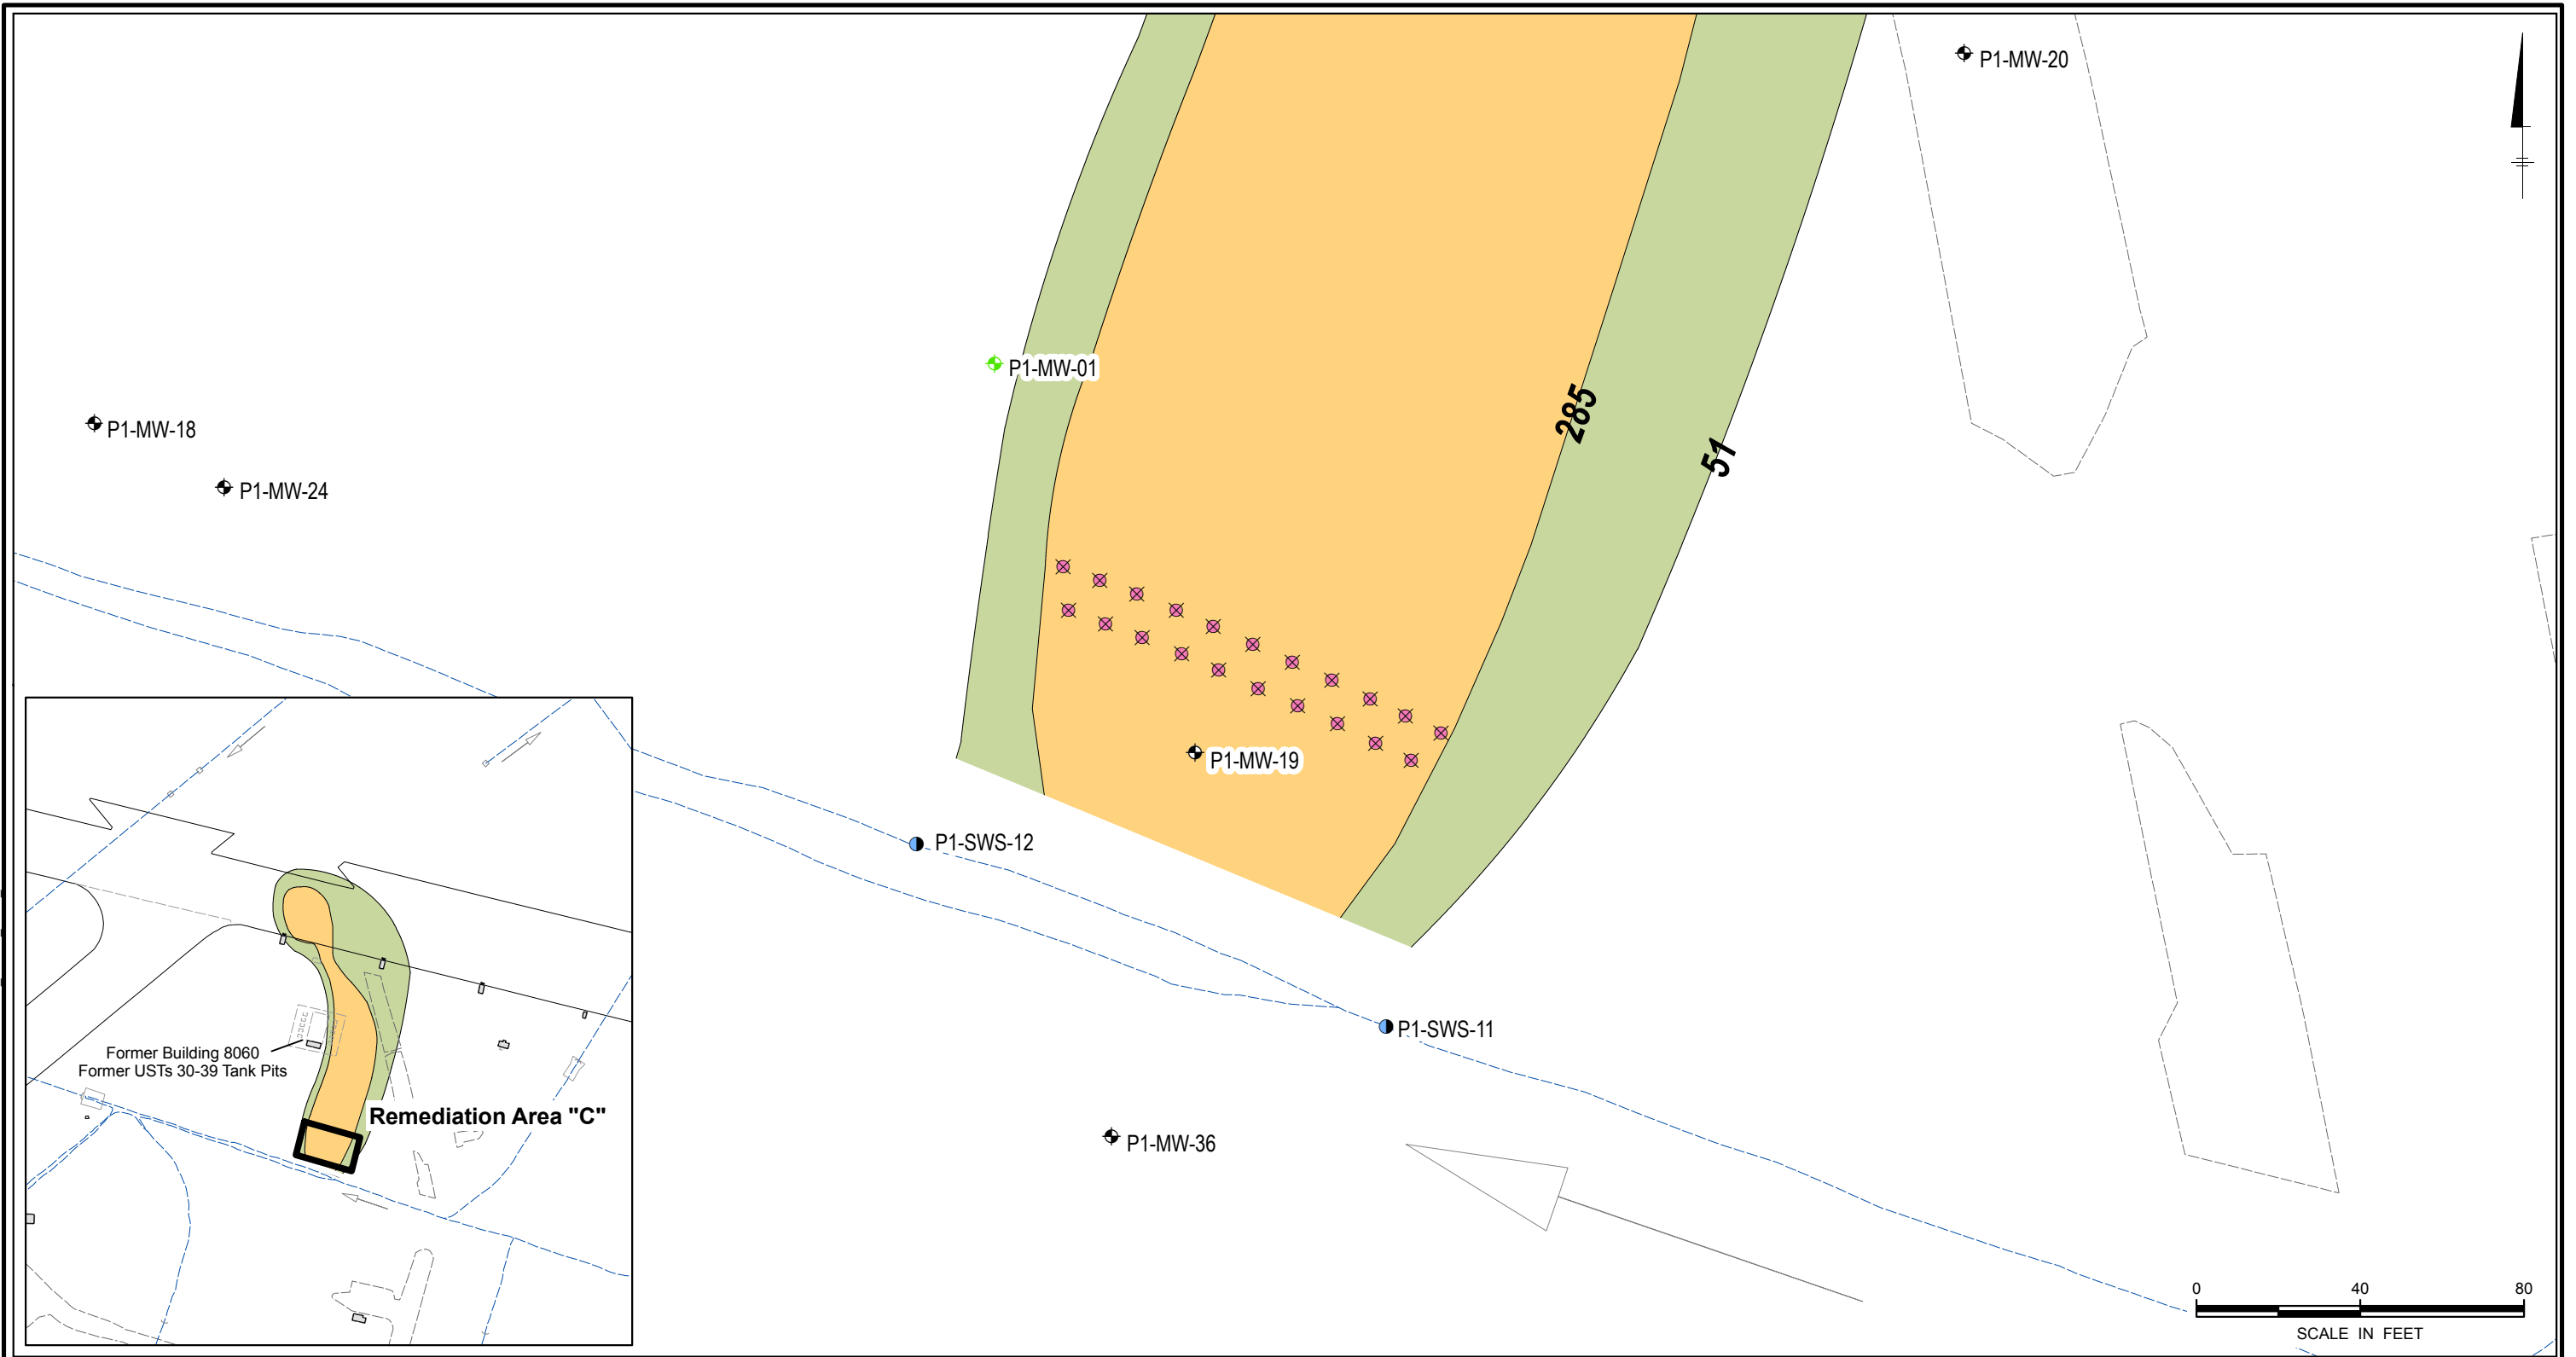 P1-MW-20
P1-MW-01
285
51
P1-MW-18
P1-MW-24
P1-MW-19
P1-SWS-12
P1-SWS-11
P1-MW-36
Former Building 8060
Former USTs 30-39 Tank Pits
Remediation Area "C"
0 40 80
SCALE IN FEET